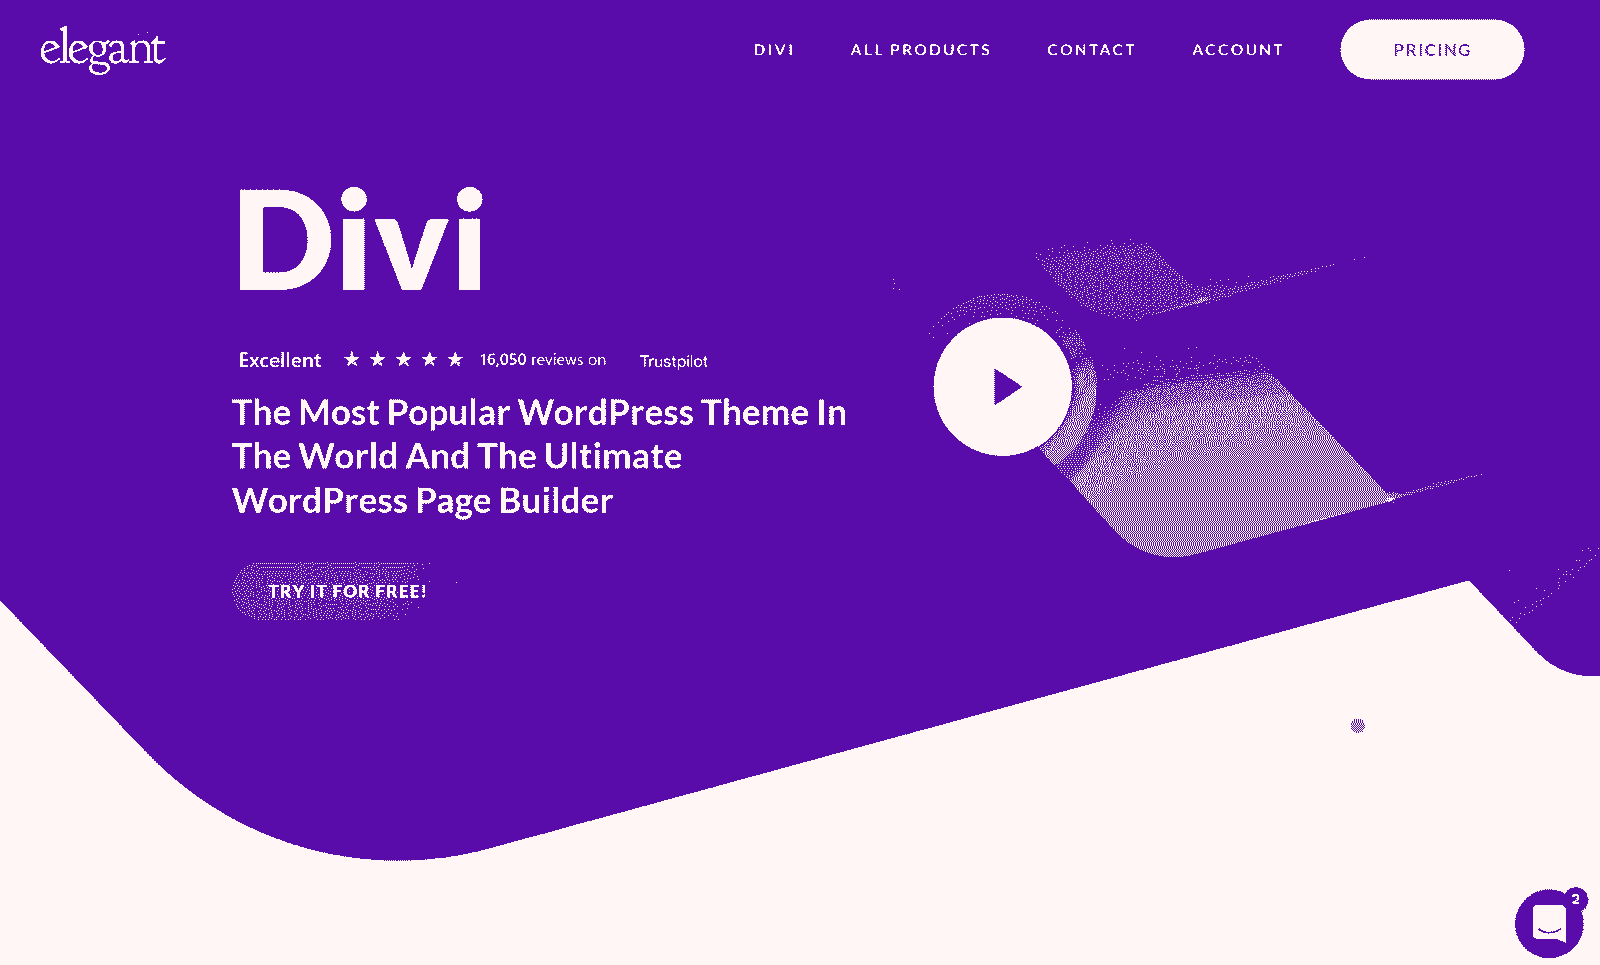 elegant
DIVI
ALL PRODUCTS
CONTACT
ACCOUNT
PRICING
Divi
Excellent ★ ★ ★ ★ ★ 16,050 reviews on Trustpilot
The Most Popular WordPress Theme In
The World And The Ultimate
WordPress Page Builder
TRY IT FOR FREE!
2